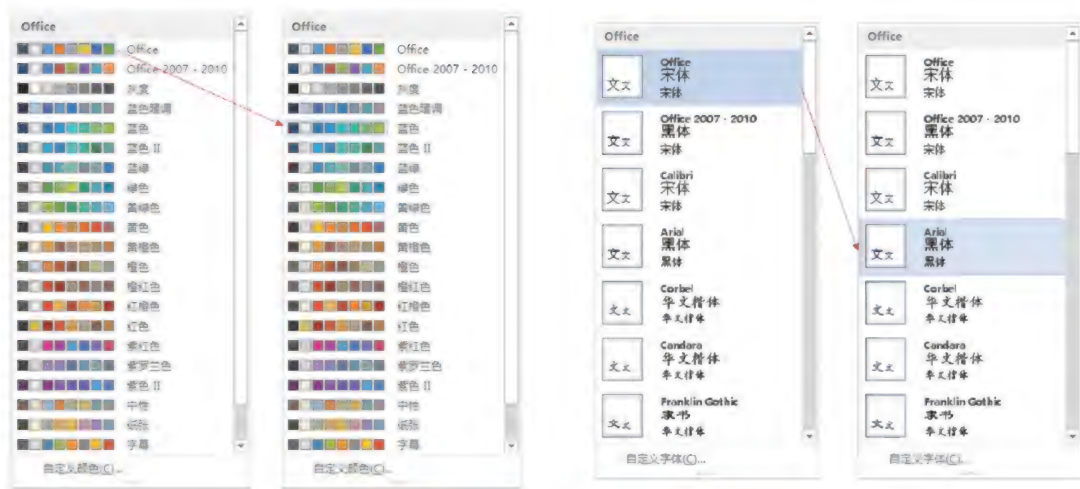 Office
Office
Office 2007 - 2010
灰度
蓝色暖调
蓝色
蓝色 II
蓝绿
绿色
黄绿色
黄色
黄橙色
橙色
橙红色
红橙色
红色
紫红色
紫罗兰色
紫色 II
中性
纸张
字幕
自定义颜色(C)...
Office
Office
Office 2007 - 2010
灰度
蓝色暖调
蓝色
蓝色 II
蓝绿
绿色
黄绿色
黄色
黄橙色
橙色
橙红色
红橙色
红色
紫红色
紫罗兰色
紫色 II
中性
纸张
字幕
自定义颜色(C)...
Office
文文
Office
宋体
宋体
文文
Office 2007 - 2010
黑体
宋体
文文
Calibri
宋体
宋体
文文
Arial
黑体
黑体
文文
Corbel
华文楷体
华文楷体
文文
Candara
华文楷体
华文楷体
文文
Franklin Gothic
隶书
华文楷体
自定义字体(C)...
Office
文文
Office
宋体
宋体
文文
Office 2007 - 2010
黑体
宋体
文文
Calibri
宋体
宋体
文文
Arial
黑体
黑体
文文
Corbel
华文楷体
华文楷体
文文
Candara
华文楷体
华文楷体
文文
Franklin Gothic
隶书
华文楷体
自定义字体(C)...